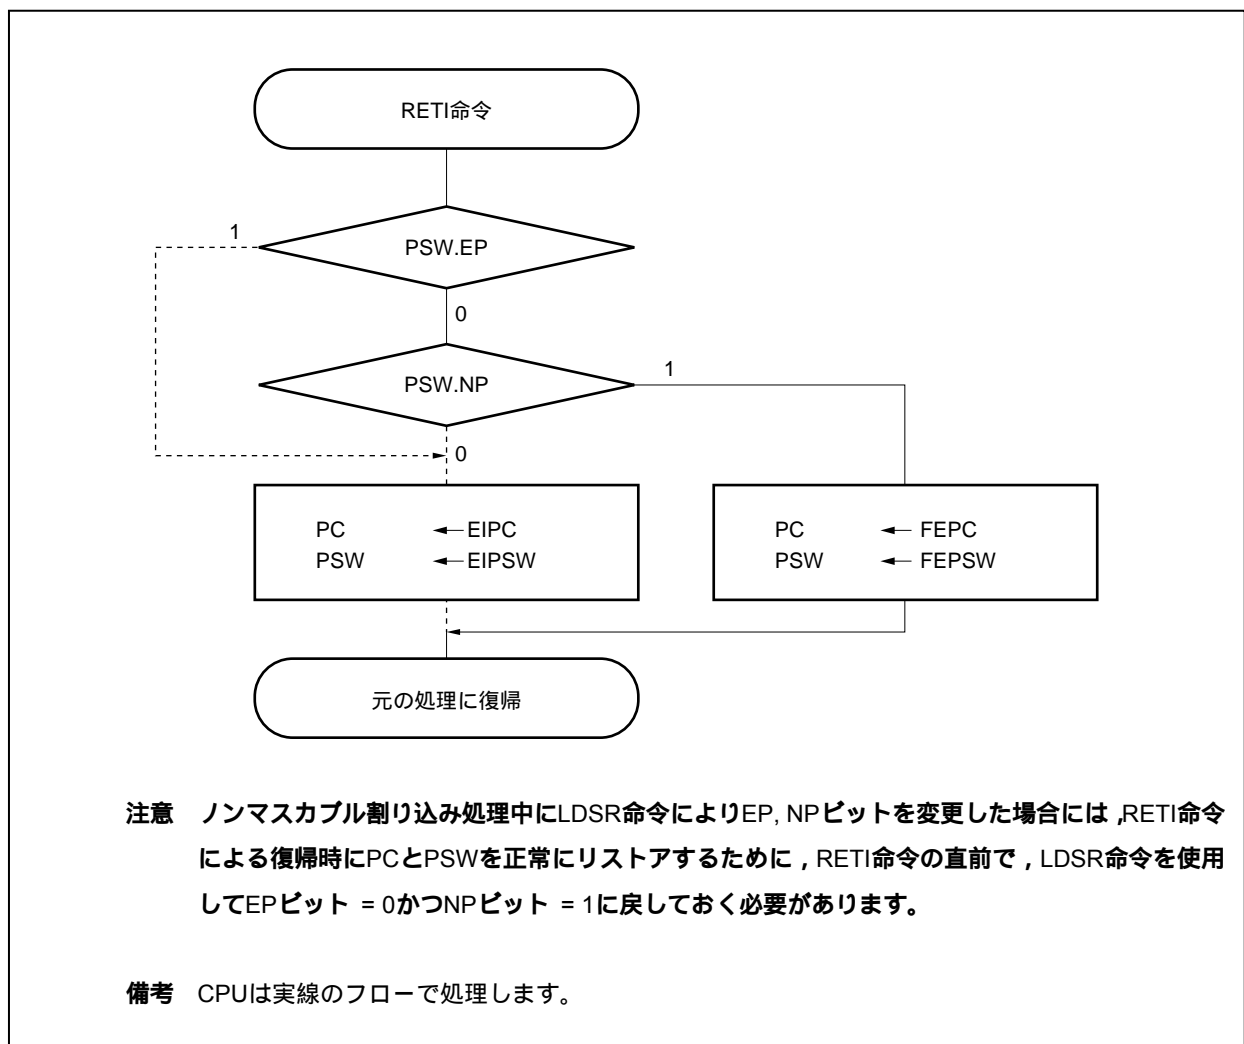 RETI命令
1
PSW.EP
0
PSW.NP
1
0
PC ← EIPC
PSW ← EIPSW
PC ← FEPC
PSW ← FEPSW
元の処理に復帰
注意 ノンマスカブル割り込み処理中にLDSR命令によりEP, NPビットを変更した場合には，RETI命令
による復帰時にPCとPSWを正常にリストアするために，RETI命令の直前で，LDSR命令を使用
してEPビット = 0かつNPビット = 1に戻しておく必要があります。
備考 CPUは実線のフローで処理します。